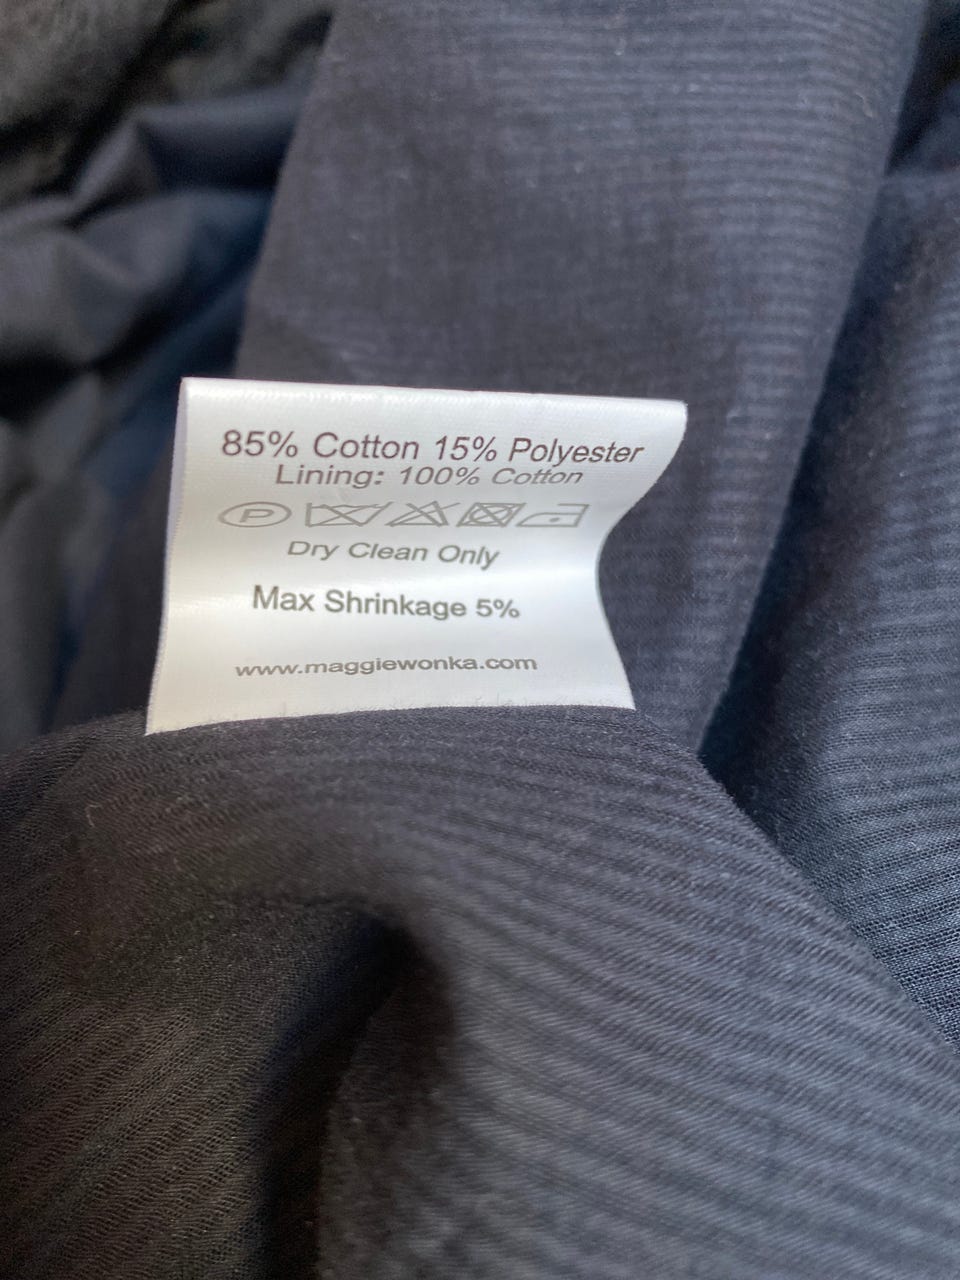 85% Cotton 15% Polyester
Lining: 100% Cotton
P
Dry Clean Only
Max Shrinkage 5%
www.maggiewonka.com